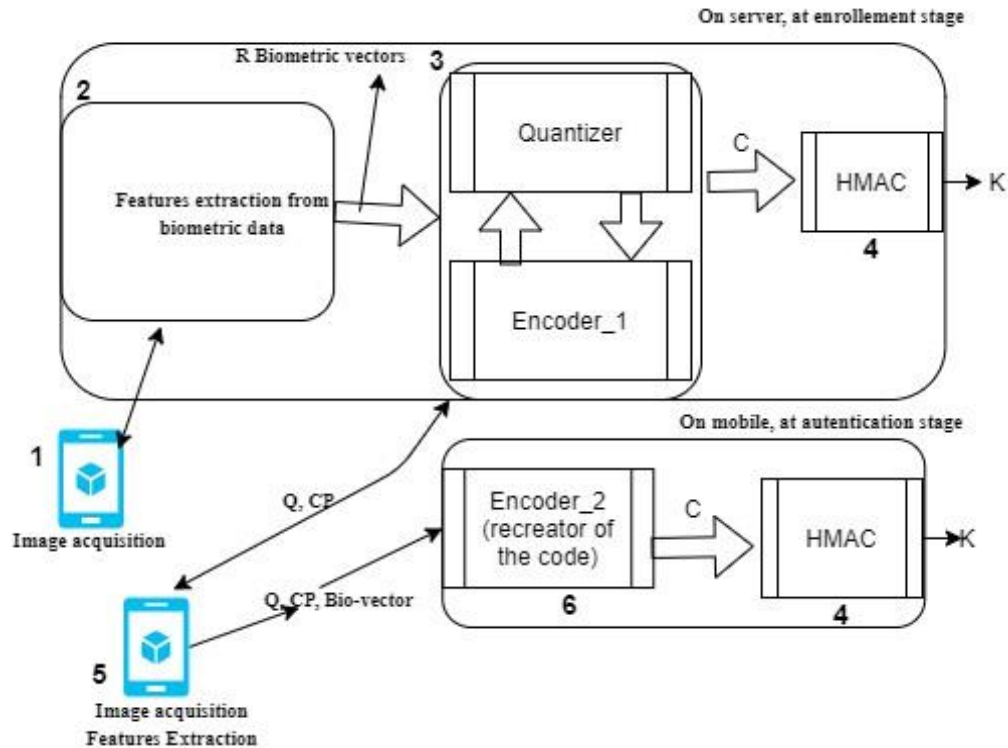 On server, at enrollement stage
R Biometric vectors
3
2
Quantizer
C
HMAC
K
Features extraction from
biometric data
4
Encoder_1
On mobile, at autentication stage
1
Image acquisition
Q, CP
Encoder_2
(recreator of
the code)
C
HMAC
K
Q, CP, Bio-vector
6
4
5
Image acquisition
Features Extraction